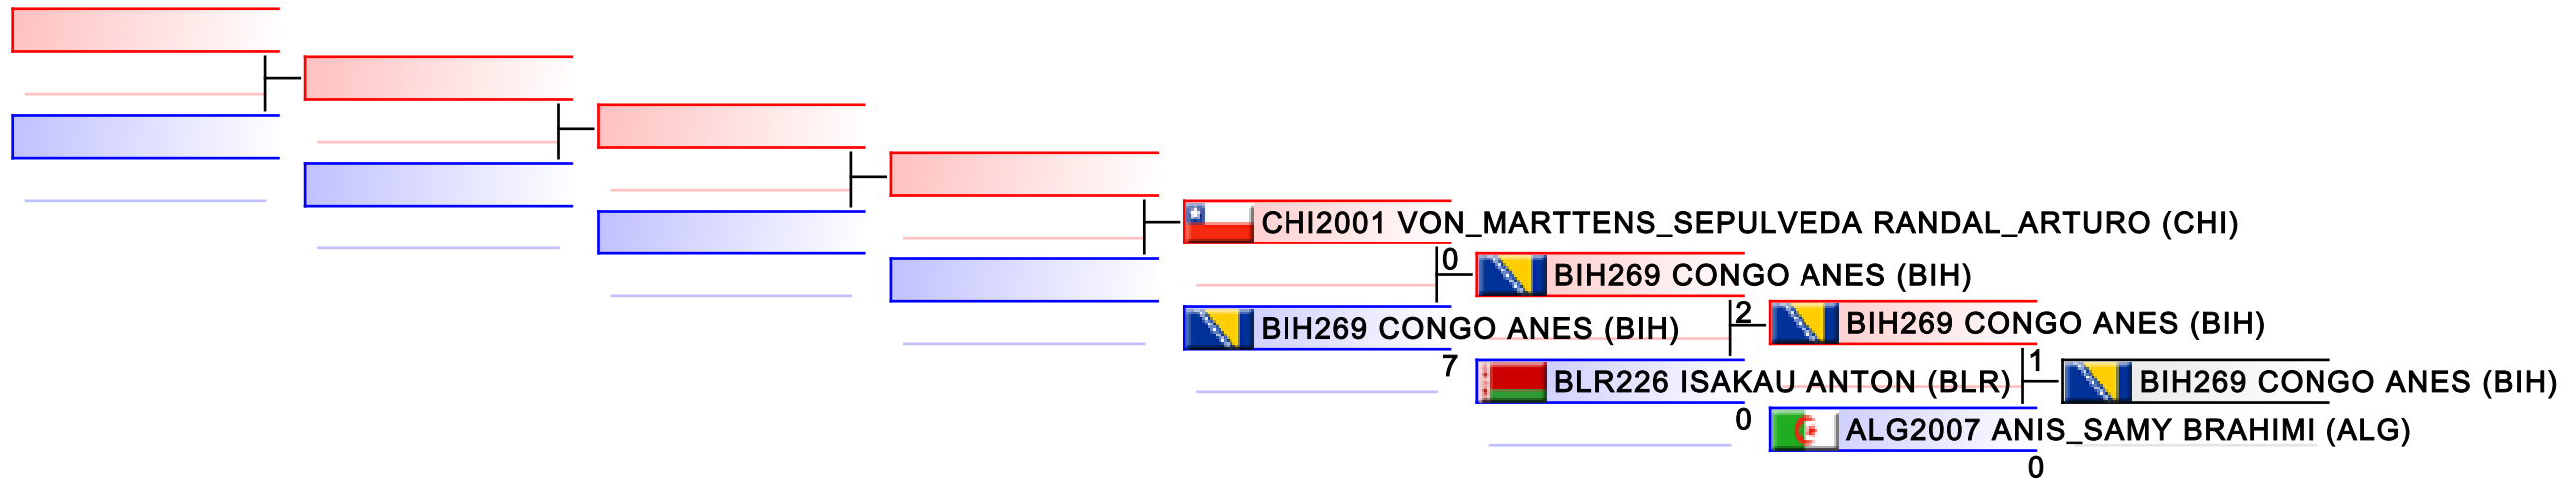 CHI2001 VON_MARTTENS_SEPULVEDA RANDAL_ARTURO (CHI)
0
BIH269 CONGO ANES (BIH)
BIH269 CONGO ANES (BIH)
7
2
BIH269 CONGO ANES (BIH)
BLR226 ISAKAU ANTON (BLR)
0
1
BIH269 CONGO ANES (BIH)
ALG2007 ANIS_SAMY BRAHIMI (ALG)
0